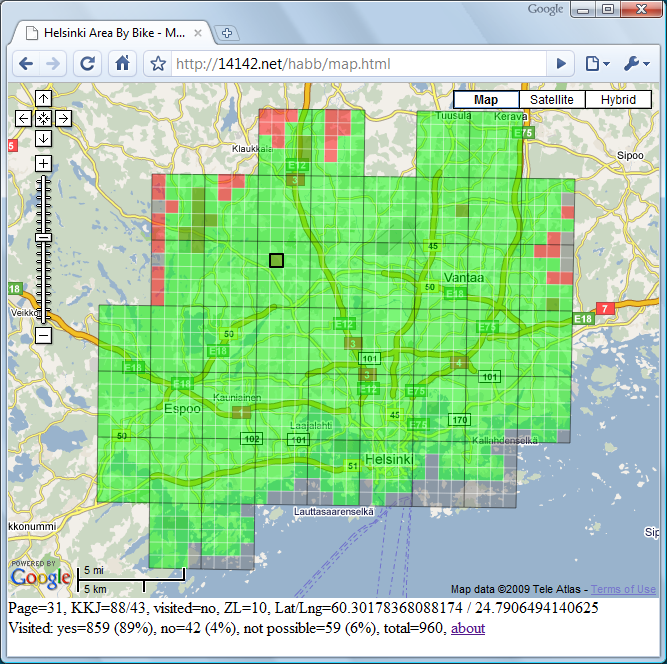 Google
Helsinki Area By Bike - M...
http://14142.net/habb/map.html
Map Satellite Hybrid
Tuusula Kerava
E75
Klaukkala
Sipoo
E12
3
45
Vantaa
50
E18
18
Veikko
7
E18
E12
E75
50
3
101
E18
4
E18
3
101
E18
E12
E75
Kauniainen
Espoo
1
45
170
Laajalahti
E75
50
102
101
Kallahdenselkä
51
Helsinki
Lauttasaarenselkä
kkonummi
Sip
POWERED BY
Google
5 mi
5 km
Map data ©2009 Tele Atlas - Terms of Use
Page=31, KKJ=88/43, visited=no, ZL=10, Lat/Lng=60.30178368088174 / 24.7906494140625
Visited: yes=859 (89%), no=42 (4%), not possible=59 (6%), total=960, about